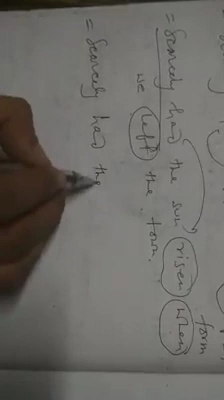 form
= Scarcely had the sun risen when
we left the town.
= Scarcely had the